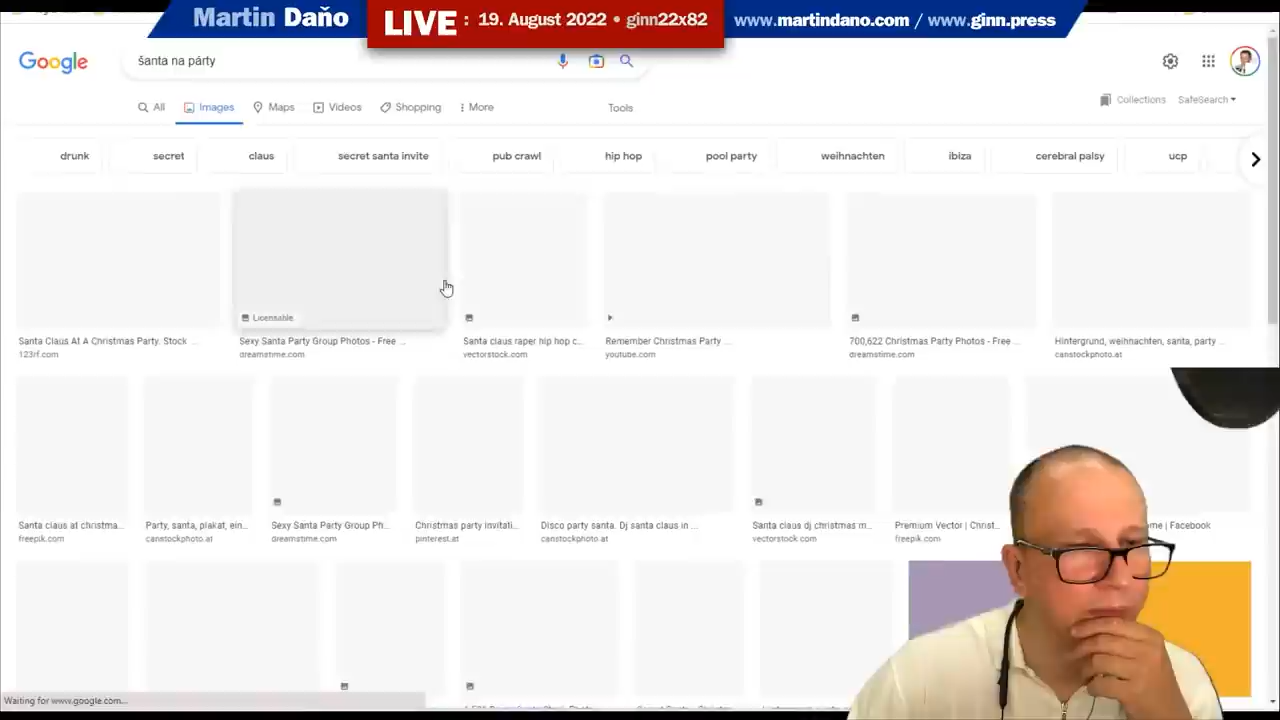 Martin Daňo
LIVE : 19. August 2022 • ginn22x82
www.martindano.com / www.ginn.press
Google
šanta na párty
All
Images
Maps
Videos
Shopping
More
Tools
Collections
SafeSearch
drunk
secret
claus
secret santa invite
pub crawl
hip hop
pool party
weihnachten
ibiza
cerebral palsy
ucp
Licensable
Santa Claus At A Christmas Party. Stock ...
123rf.com
Sexy Santa Party Group Photos - Free ...
dreamstime.com
Santa claus raper hip hop c...
vectorstock.com
Remember Christmas Party ...
youtube.com
700,622 Christmas Party Photos - Free ...
dreamstime.com
Hintergrund, weihnachten, santa, party ...
canstockphoto.at
Santa claus at christma...
freepik.com
Party, santa, plakat, ein...
canstockphoto.at
Sexy Santa Party Group Ph...
dreamstime.com
Christmas party invitati...
pinterest.at
Disco party santa. Dj santa claus in ...
canstockphoto.at
Santa claus dj christmas m...
vectorstock.com
Premium Vector | Christ...
freepik.com
ome | Facebook
Waiting for www.google.com...